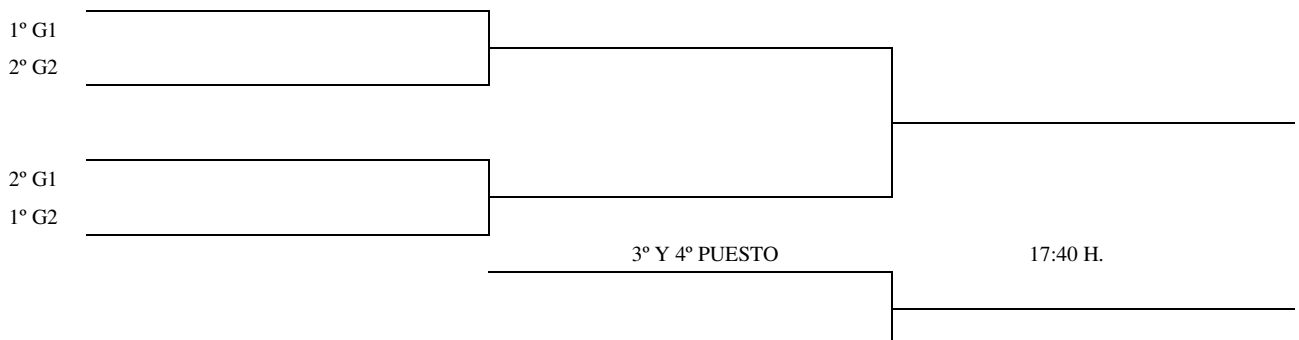 1º G1
2º G2
2º G1
1º G2
3º Y 4º PUESTO 17:40 H.